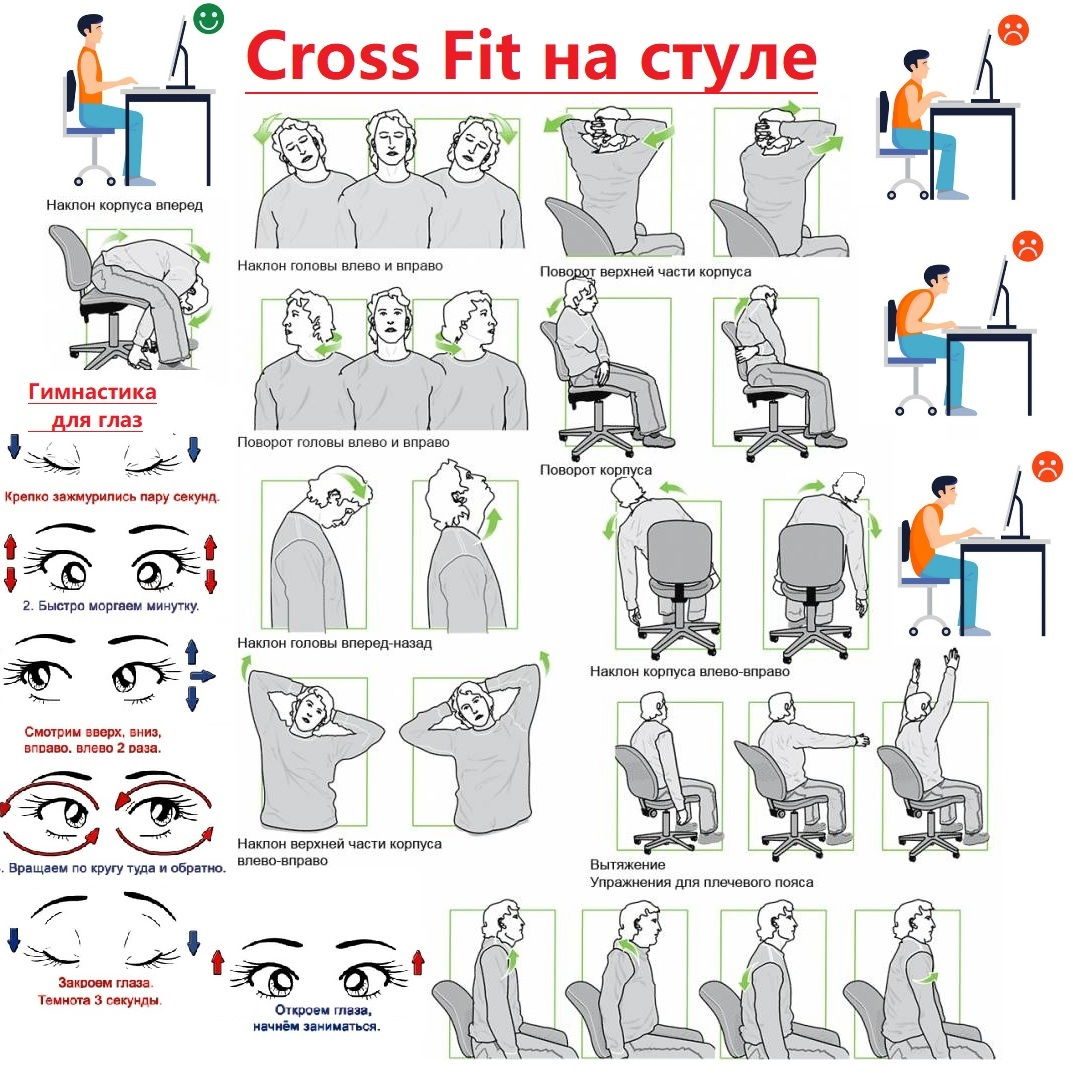 Cross Fit на стуле
Наклон корпуса вперед
Наклон головы влево и вправо
Поворот верхней части корпуса
Гимнастика
для глаз
Поворот головы влево и вправо
Поворот корпуса
Крепко зажмурились пару секунд.
2. Быстро моргаем минутку.
Наклон головы вперед-назад
Наклон корпуса влево-вправо
Смотрим вверх, вниз,
вправо, влево 2 раза.
Наклон верхней части корпуса
влево-вправо
Вращаем по кругу туда и обратно.
Вытяжение
Упражнения для плечевого пояса
Закроем глаза.
Темнота 3 секунды.
Откроем глаза,
начнём заниматься.